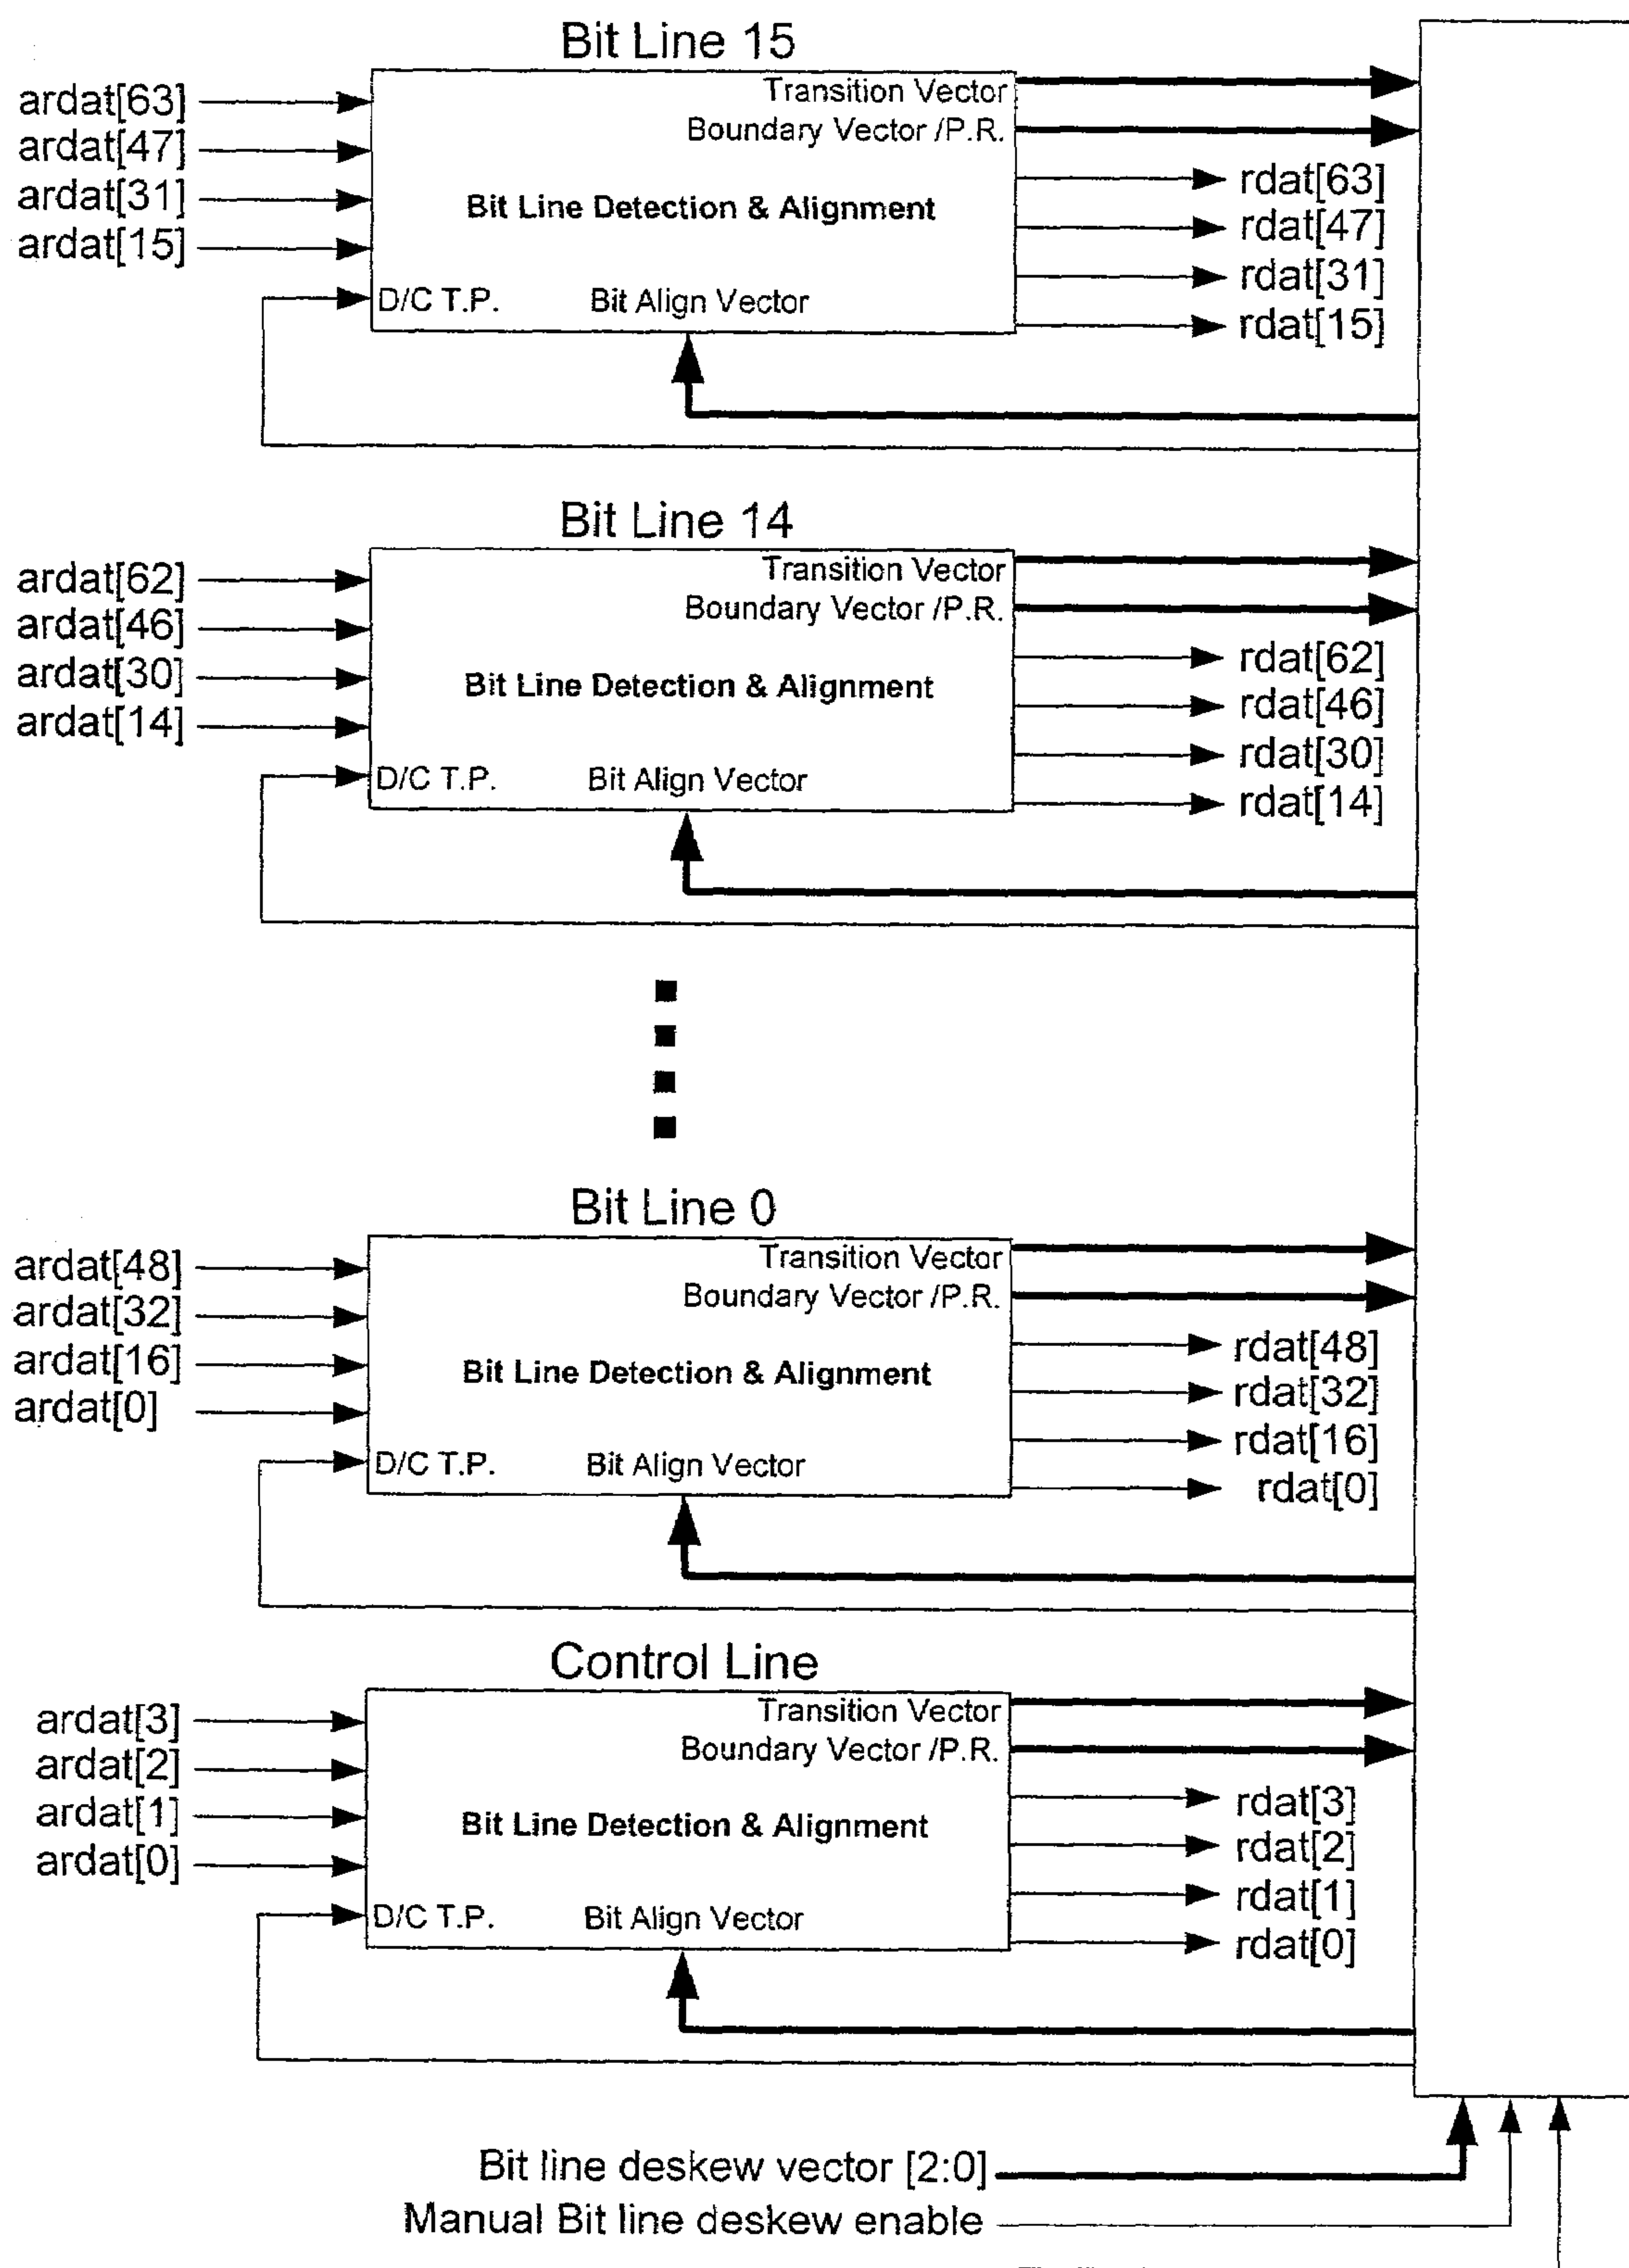 Bit Line 15
ardat[63]
ardat[47]
ardat[31]
ardat[15]
Transition Vector
Boundary Vector /P.R.
Bit Line Detection & Alignment
D/C T.P.
Bit Align Vector
rdat[63]
rdat[47]
rdat[31]
rdat[15]
Bit Line 14
ardat[62]
ardat[46]
ardat[30]
ardat[14]
Transition Vector
Boundary Vector /P.R.
Bit Line Detection & Alignment
D/C T.P.
Bit Align Vector
rdat[62]
rdat[46]
rdat[30]
rdat[14]
Bit Line 0
ardat[48]
ardat[32]
ardat[16]
ardat[0]
Transition Vector
Boundary Vector /P.R.
Bit Line Detection & Alignment
D/C T.P.
Bit Align Vector
rdat[48]
rdat[32]
rdat[16]
rdat[0]
Control Line
ardat[3]
ardat[2]
ardat[1]
ardat[0]
Transition Vector
Boundary Vector /P.R.
Bit Line Detection & Alignment
D/C T.P.
Bit Align Vector
rdat[3]
rdat[2]
rdat[1]
rdat[0]
Bit line deskew vector [2:0]
Manual Bit line deskew enable